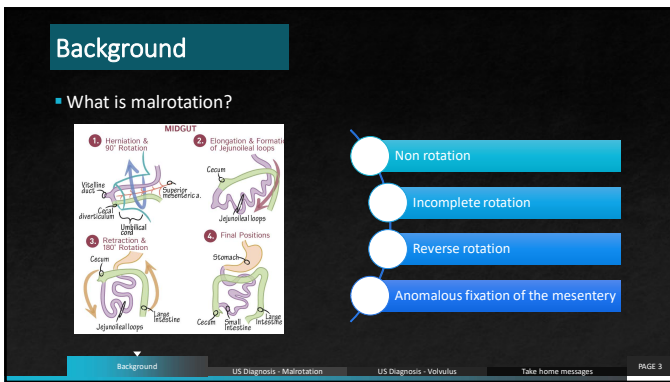 Background
▪ What is malrotation?
MIDGUT
1. Herniation &
90° Rotation
2. Elongation & Formati
of Jejunoileal loops
Vitelline
duct
Cecal
diverticulum
Umbilical
cord
Superior
mesenteric a.
Cecum
Jejunoileal loops
3. Retraction &
180° Rotation
Cecum
Jejunoileal loops
Large
Intestine
4. Final Positions
Stomach
Cecum
Small
Intestine
Large
Intestine
Non rotation
Incomplete rotation
Reverse rotation
Anomalous fixation of the mesentery
Background
US Diagnosis - Malrotation
US Diagnosis - Volvulus
Take home messages
PAGE 3